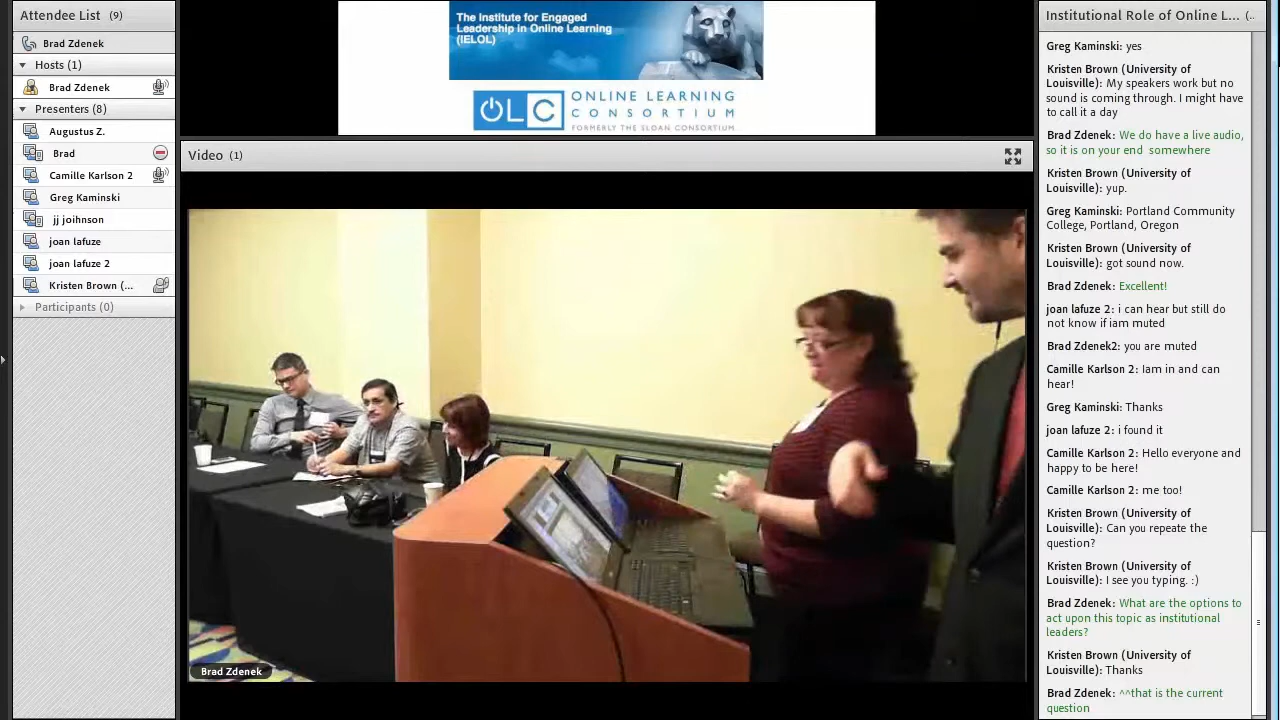 Attendee List (9)
Brad Zdenek
Hosts (1)
Brad Zdenek
Presenters (8)
Augustus Z.
Brad
Camille Karlson 2
Greg Kaminski
jj joihnson
joan lafuze
joan lafuze 2
Kristen Brown (...
Participants (0)
The Institute for Engaged
Leadership in Online Learning
(IELOL)
OLC ONLINE LEARNING
CONSORTIUM
FORMERLY THE SLOAN CONSORTIUM
Video (1)
Brad Zdenek
Institutional Role of Online L... (..
Greg Kaminski: yes
Kristen Brown (University of
Louisville): My speakers work but no
sound is coming through. I might have
to call it a day
Brad Zdenek: We do have a live audio,
so it is on your end somewhere
Kristen Brown (University of
Louisville): yup.
Greg Kaminski: Portland Community
College, Portland, Oregon
Kristen Brown (University of
Louisville): got sound now.
Brad Zdenek: Excellent!
joan lafuze 2: i can hear but still do
not know if iam muted
Brad Zdenek2: you are muted
Camille Karlson 2: Iam in and can
hear!
Greg Kaminski: Thanks
joan lafuze 2: i found it
Camille Karlson 2: Hello everyone and
happy to be here!
Camille Karlson 2: me too!
Kristen Brown (University of
Louisville): Can you repeat the
question?
Kristen Brown (University of
Louisville): I see you typing. :)
Brad Zdenek: What are the options to
act upon this topic as institutional
leaders?
Kristen Brown (University of
Louisville): Thanks
Brad Zdenek: ^^that is the current
question